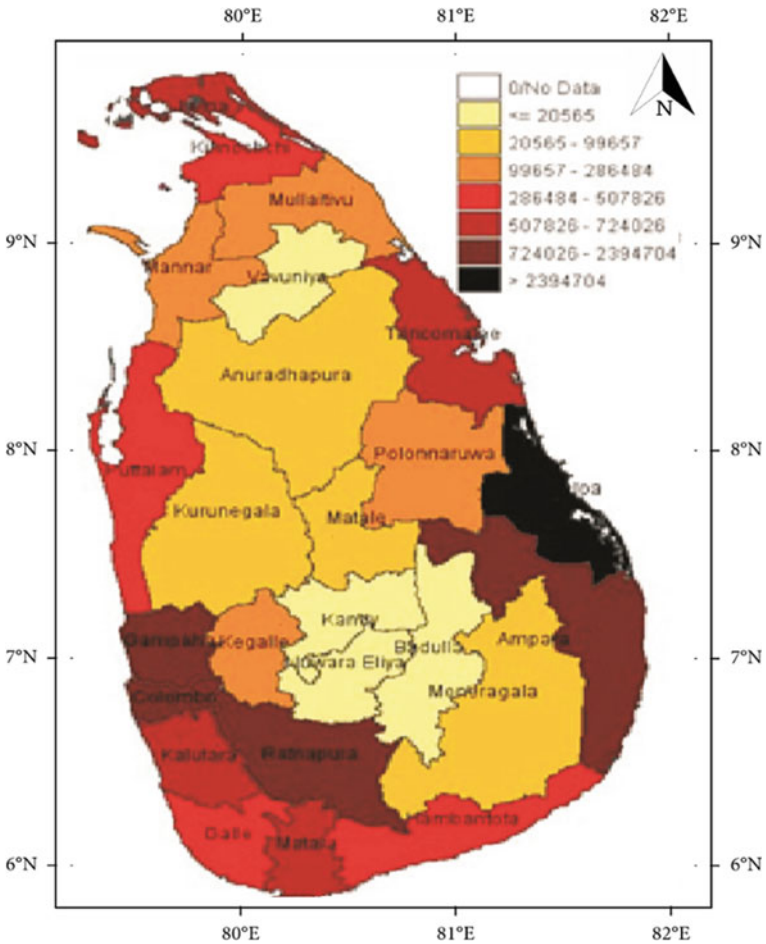 80°E
81°E
82°E
0/No Data
<= 20565
20565 - 99657
99657 - 286484
286484 - 507826
507826 - 724026
724026 - 2394704
> 2394704
N
Kilinochchi
Mullaitivu
9°N
9°N
Mannar
Vavuniya
Trincomalee
Anuradhapura
8°N
8°N
Polonnaruwa
Puttalam
Kurunegala
Matale
loa
Kandy
Gampaha
Kegalle
Badulla
Ampara
7°N
7°N
Nuwara Eliya
Colombo
Moneragala
Kalutara
Ratnapura
Hambantota
Galle
Matara
6°N
6°N
80°E
81°E
82°E